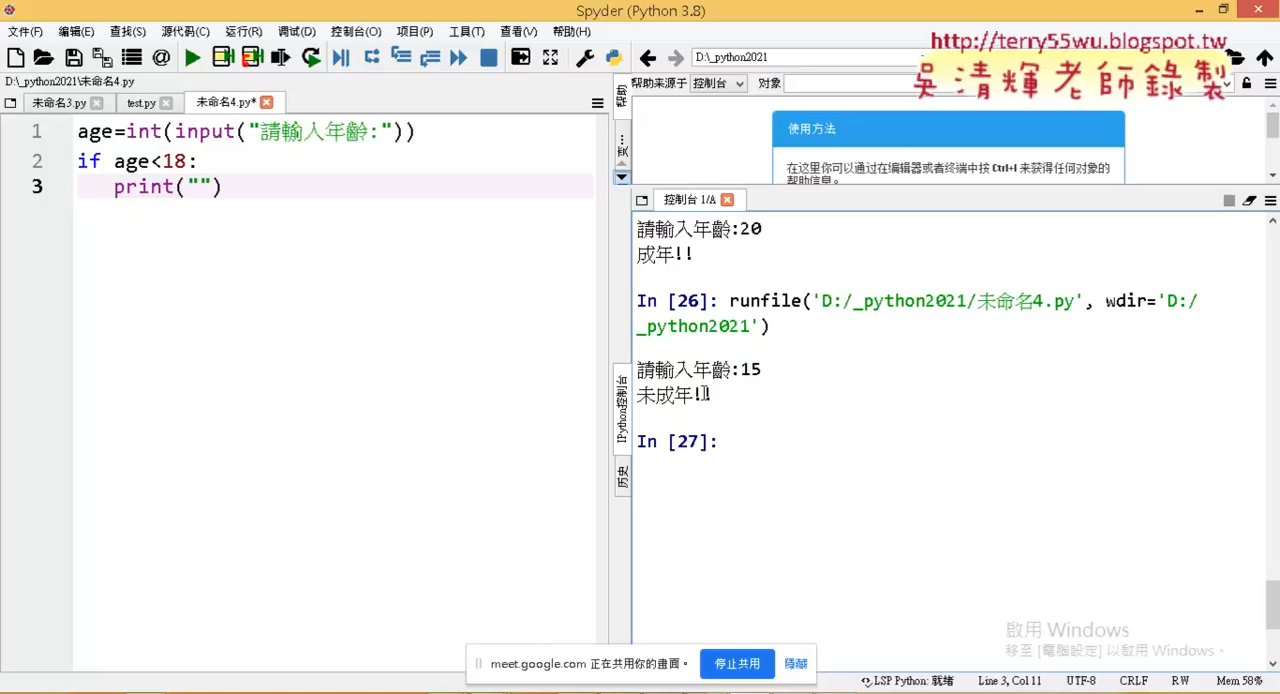 Spyder (Python 3.8)
文件(F) 编辑(E) 查找(S) 源代码(C) 运行(R) 调试(D) 控制台(O) 项目(P) 工具(T) 查看(V) 帮助(H)
http://terry55wu.blogspot.tw
吳清輝老師錄製
D:\_python2021
D:\_python2021\未命名4.py
帮助来源于 控制台 对象
未命名3.py test.py 未命名4.py*
1 age=int(input("請輸入年齡:"))
2 if age<18:
3 print("")
使用方法
在这里你可以通过在编辑器或者终端中按 Ctrl+I 来获得任何对象的
帮助信息。
控制台 1/A
請輸入年齡:20
成年!!
In [26]: runfile('D:/_python2021/未命名4.py', wdir='D:/
_python2021')
請輸入年齡:15
未成年!!
In [27]:
IPython控制台
历史
啟用 Windows
移至 [電腦設定] 以啟用 Windows。
meet.google.com 正在共用你的畫面。 停止共用 隱藏
LSP Python: 就绪 Line 3, Col 11 UTF-8 CRLF RW Mem 58%